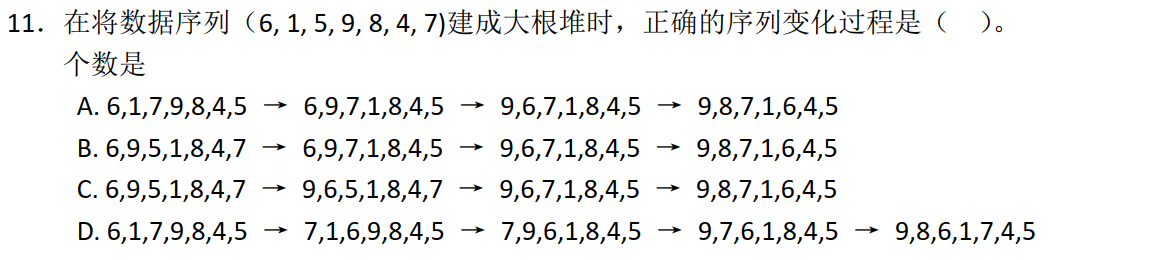 11. 在将数据序列（6, 1, 5, 9, 8, 4, 7)建成大根堆时，正确的序列变化过程是（  ）。
个数是
A. 6,1,7,9,8,4,5 → 6,9,7,1,8,4,5 → 9,6,7,1,8,4,5 → 9,8,7,1,6,4,5
B. 6,9,5,1,8,4,7 → 6,9,7,1,8,4,5 → 9,6,7,1,8,4,5 → 9,8,7,1,6,4,5
C. 6,9,5,1,8,4,7 → 9,6,5,1,8,4,7 → 9,6,7,1,8,4,5 → 9,8,7,1,6,4,5
D. 6,1,7,9,8,4,5 → 7,1,6,9,8,4,5 → 7,9,6,1,8,4,5 → 9,7,6,1,8,4,5 → 9,8,6,1,7,4,5